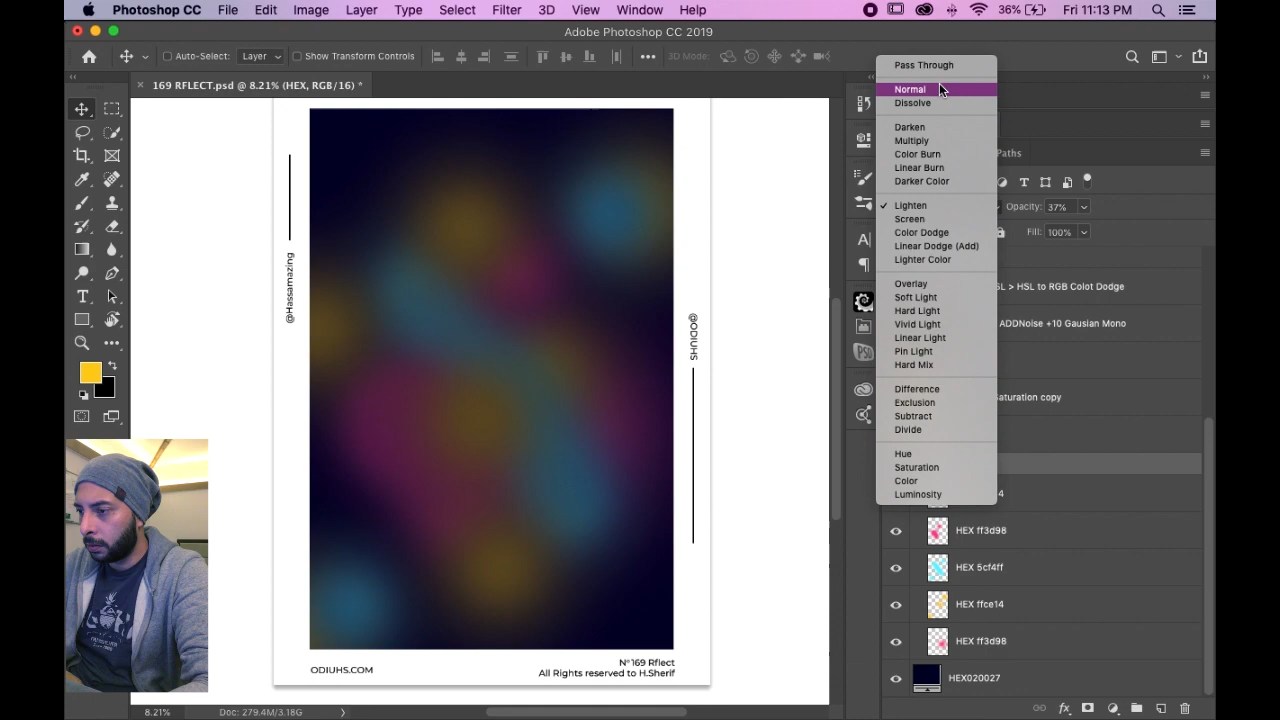 Photoshop CC File Edit Image Layer Type Select Filter 3D View Window Help 36% Fri 11:13 PM
Adobe Photoshop CC 2019
Auto-Select: Layer Show Transform Controls 3D Mode:
169 RFLECT.psd @ 8.21% (HEX, RGB/16) *
Pass Through
Normal
Dissolve
Darken
Multiply
Color Burn
Linear Burn
Darker Color
Lighten
Screen
Color Dodge
Linear Dodge (Add)
Lighter Color
Overlay
Soft Light
Hard Light
Vivid Light
Linear Light
Pin Light
Hard Mix
Difference
Exclusion
Subtract
Divide
Hue
Saturation
Color
Luminosity
Paths
Opacity: 37%
Fill: 100%
SL > HSL to RGB Colot Dodge
ADDNoise +10 Gausian Mono
Saturation copy
4
HEX ff3d98
HEX 5cf4ff
HEX ffce14
HEX ff3d98
HEX020027
@Hessamazing
@ODIUHS
ODIUHS.COM
N°169 Rflect
All Rights reserved to H.Sherif
8.21% Doc: 279.4M/3.18G